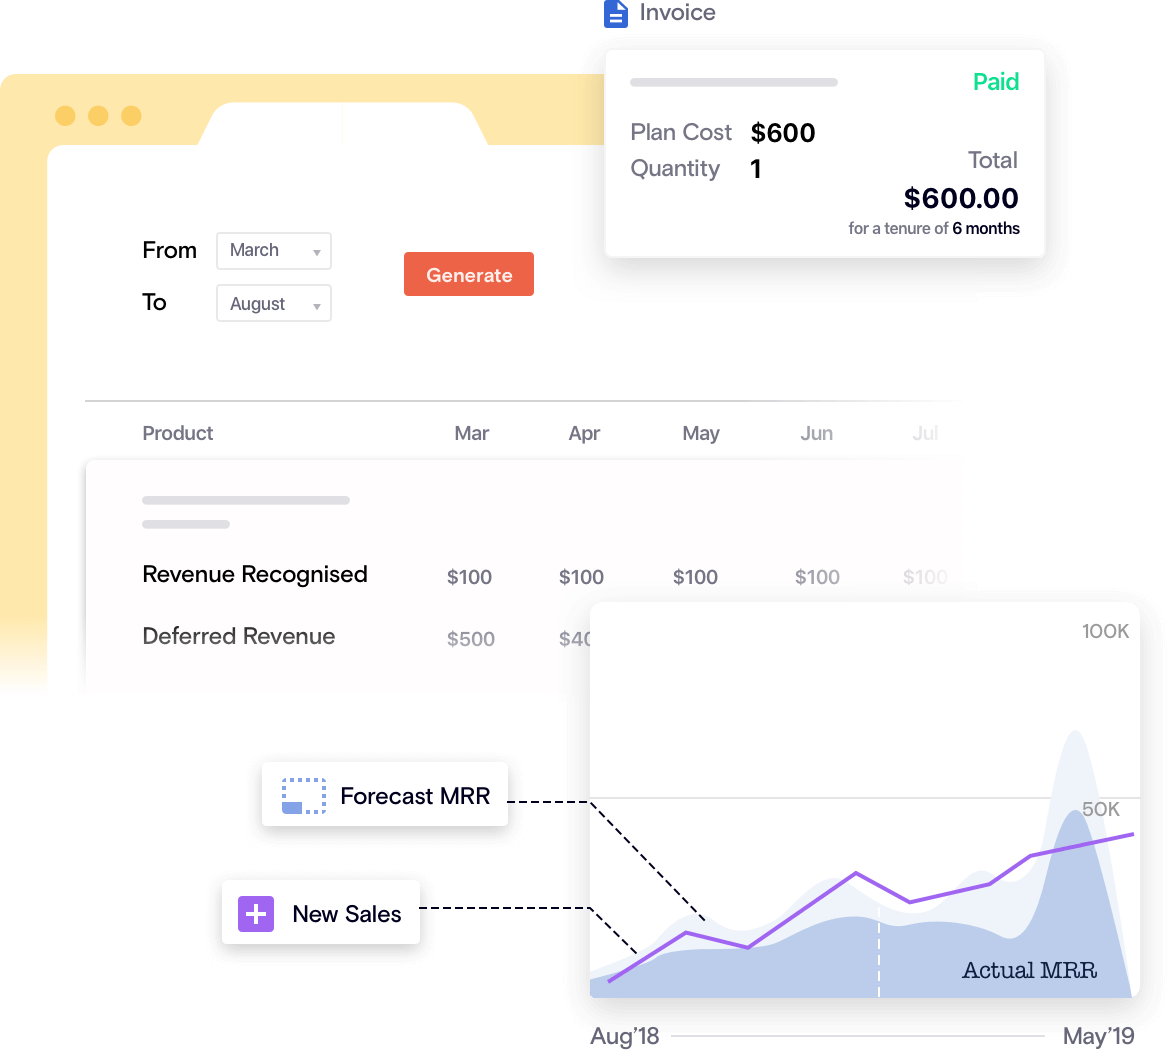 Invoice
Paid
Plan Cost $600
Quantity 1
Total
$600.00
for a tenure of 6 months
From March
To August
Generate
Product Mar Apr May Jun Jul
Revenue Recognised $100 $100 $100 $100 $100
Deferred Revenue $500 $40
100K
50K
Forecast MRR
New Sales
Actual MRR
Aug'18 May'19